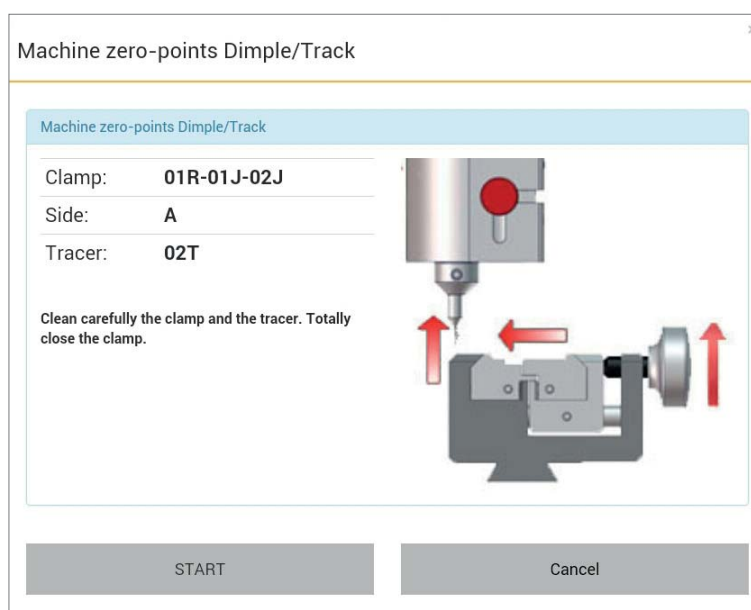 Machine zero-points Dimple/Track
Machine zero-points Dimple/Track
Clamp: 01R-01J-02J
Side: A
Tracer: 02T
Clean carefully the clamp and the tracer. Totally
close the clamp.
START Cancel